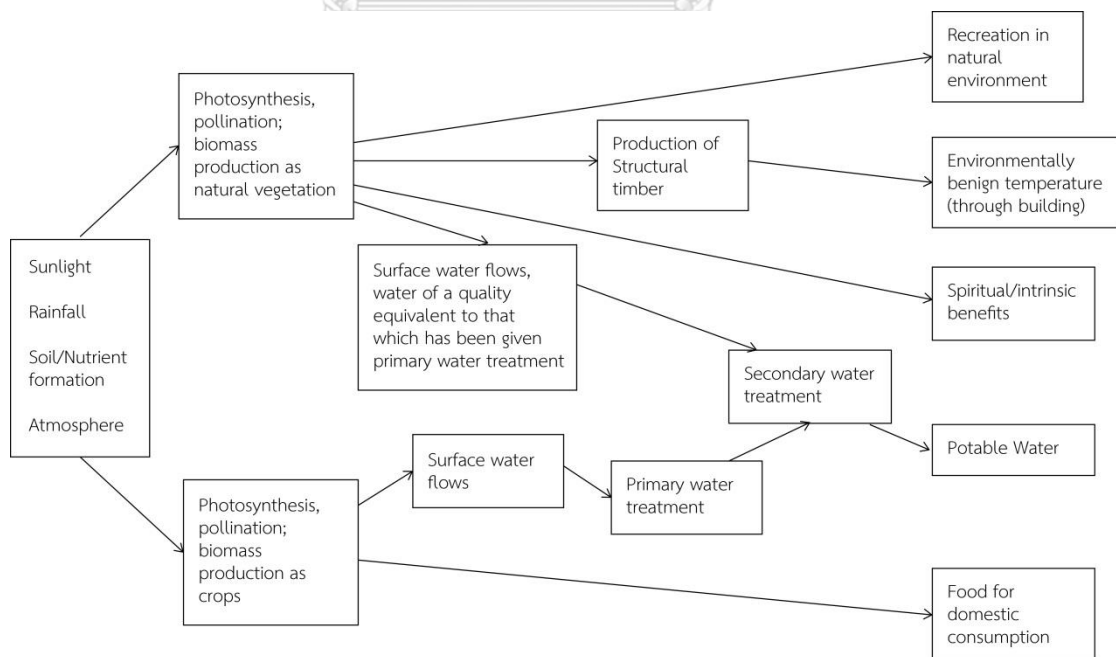 Recreation in
natural
environment
Photosynthesis,
pollination;
biomass
production as
natural vegetation
Production of
Structural
timber
Environmentally
benign temperature
(through building)
Sunlight
Rainfall
Soil/Nutrient
formation
Atmosphere
Surface water flows,
water of a quality
equivalent to that
which has been given
primary water treatment
Spiritual/intrinsic
benefits
Secondary water
treatment
Potable Water
Surface water
flows
Primary water
treatment
Photosynthesis,
pollination;
biomass
production as
crops
Food for
domestic
consumption